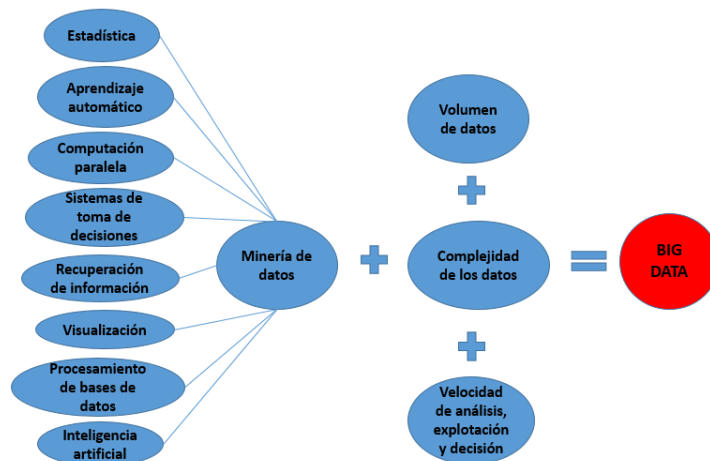 Estadística
Aprendizaje
automático
Computación
paralela
Sistemas de
toma de
decisiones
Recuperación
de información
Visualización
Procesamiento
de bases de
datos
Inteligencia
artificial
Minería de
datos
Volumen
de datos
Complejidad
de los datos
Velocidad
de análisis,
explotación
y decisión
BIG
DATA